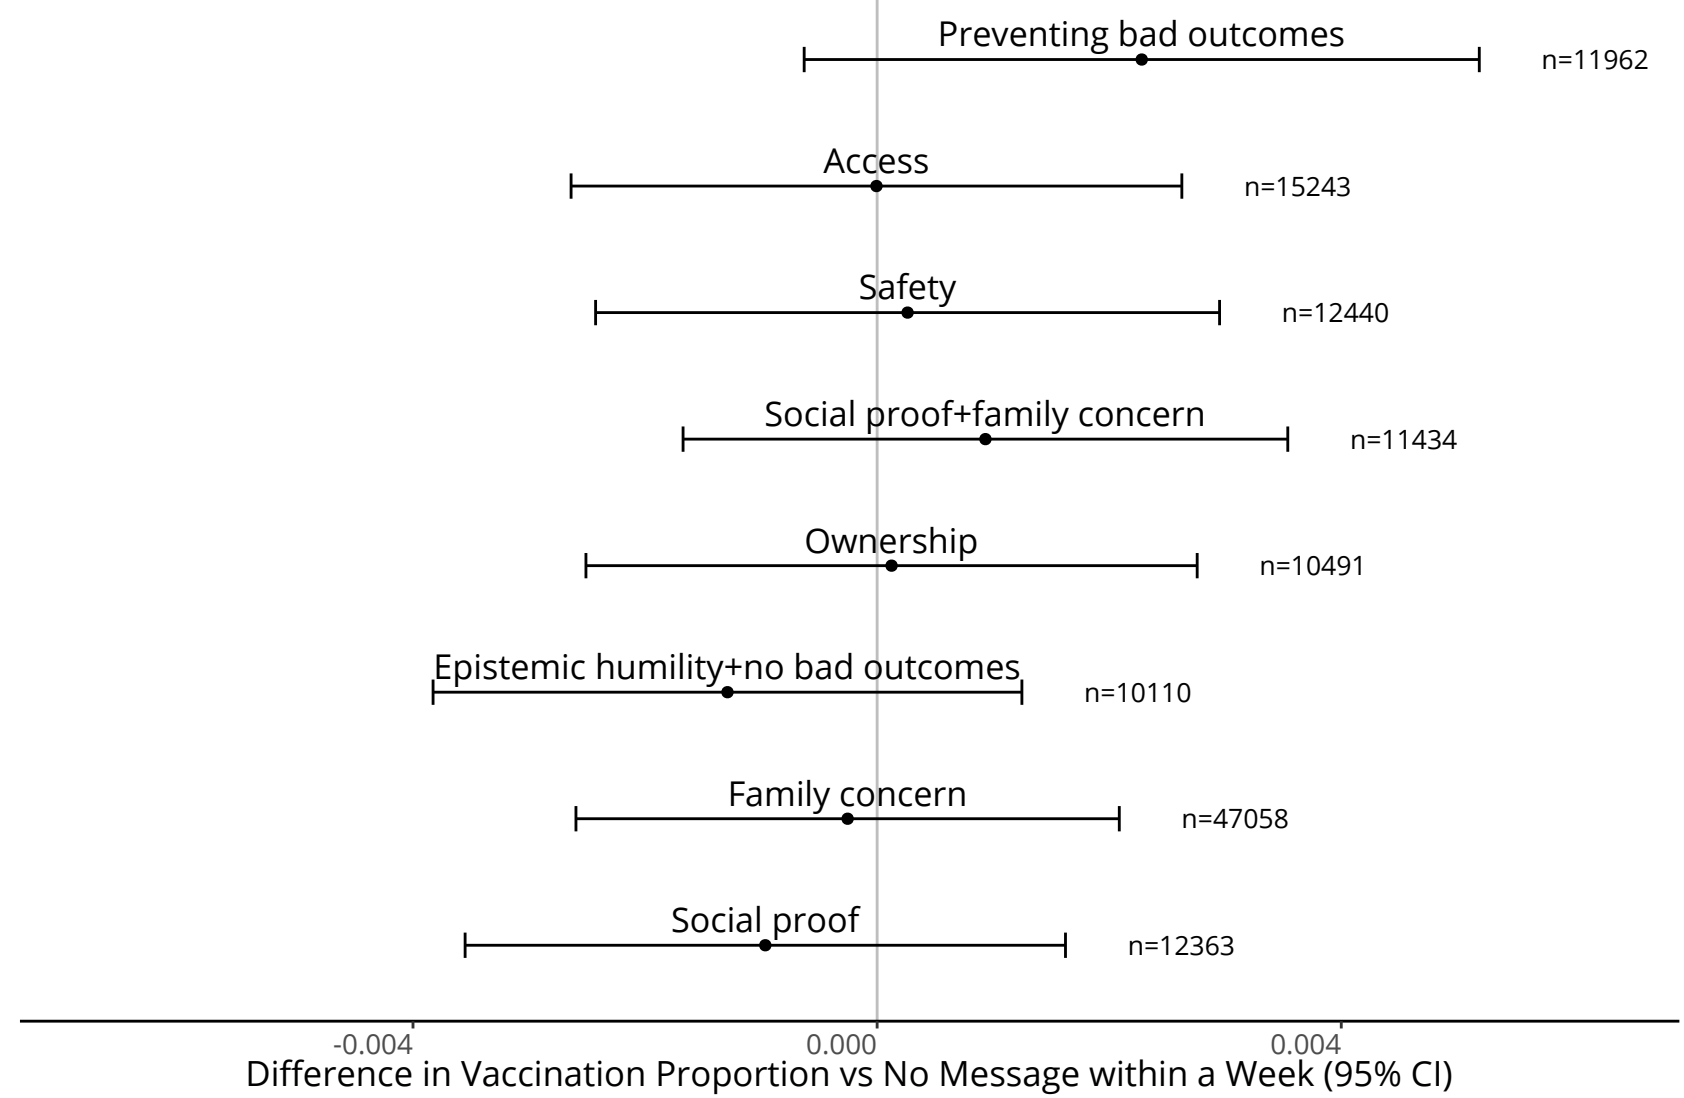 Preventing bad outcomes
n=11962
Access
n=15243
Safety
n=12440
Social proof+family concern
n=11434
Ownership
n=10491
Epistemic humility+no bad outcomes
n=10110
Family concern
n=47058
Social proof
n=12363
-0.004 0.000 0.004
Difference in Vaccination Proportion vs No Message within a Week (95% CI)